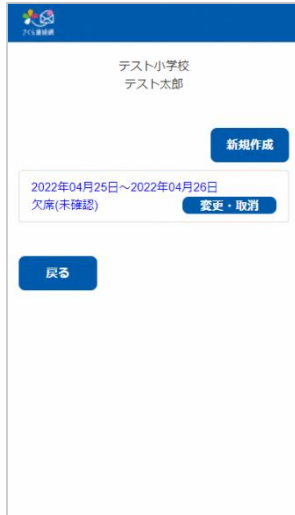 さくら連絡網
テスト小学校
テスト太郎
新規作成
2022年04月25日～2022年04月26日
欠席(未確認)
変更・取消
戻る